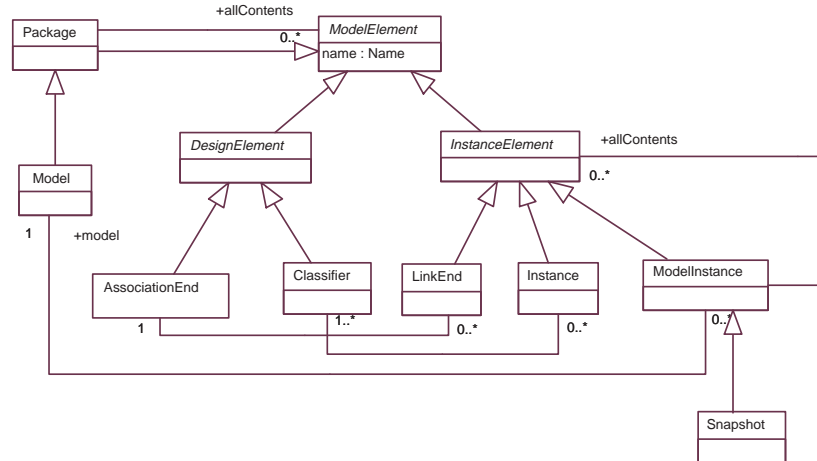 +allContents
Package
ModelElement
0..*
name : Name
DesignElement
InstanceElement
+allContents
0..*
Model
1
+model
AssociationEnd
Classifier
LinkEnd
Instance
ModelInstance
1
1..*
0..*
0..*
0..*
Snapshot